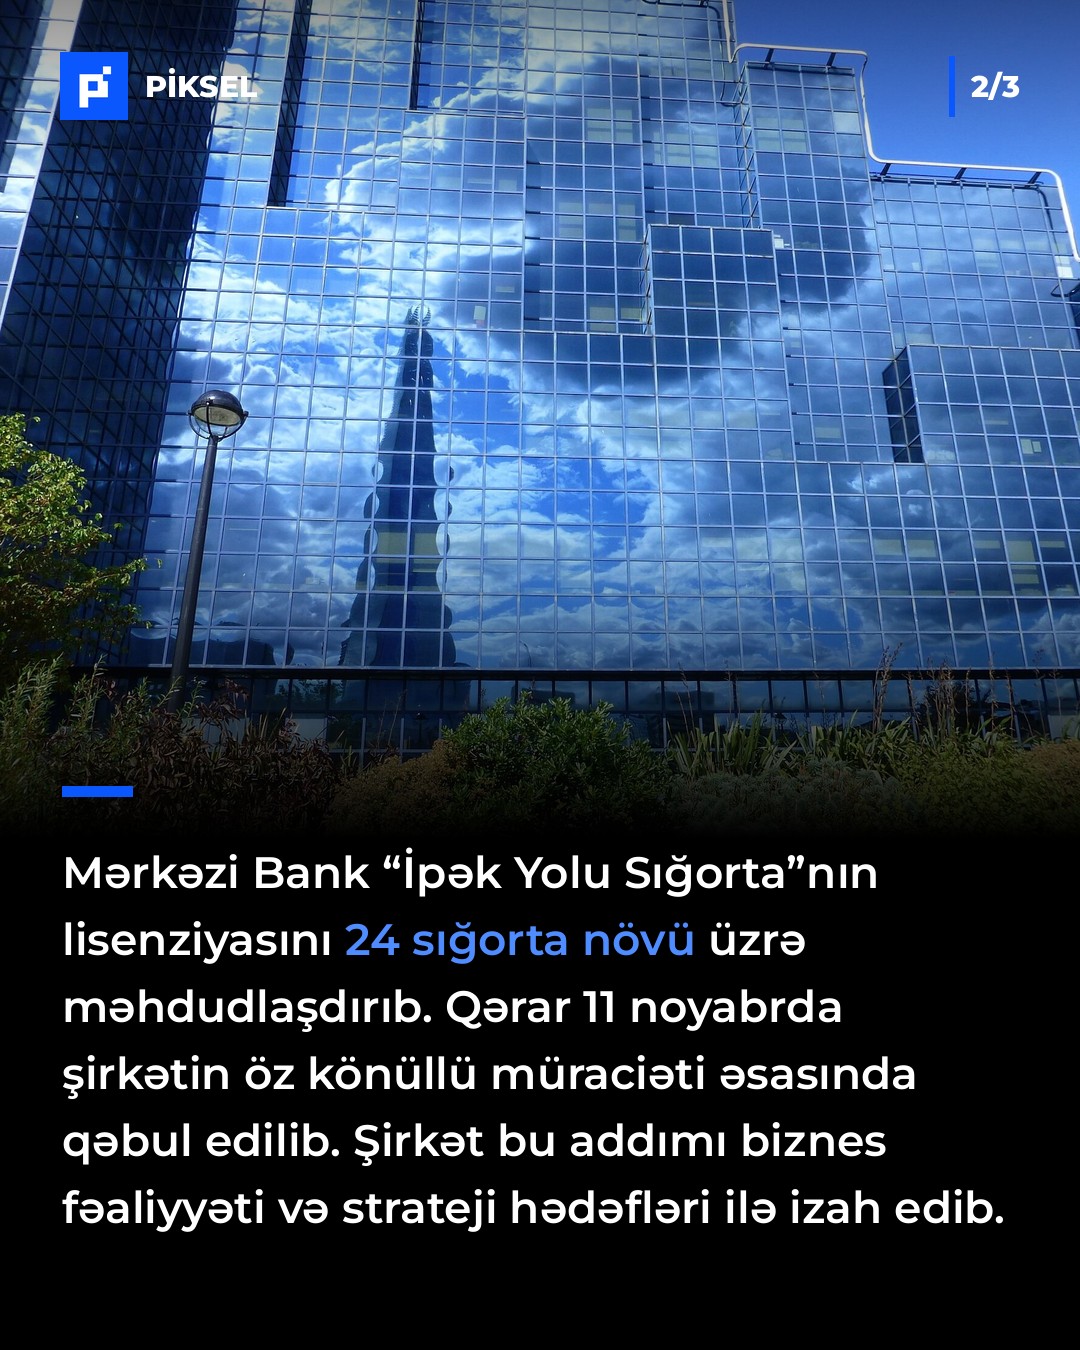 PİKSEL
2/3
Mərkəzi Bank “İpək Yolu Sığorta”nın
lisenziyasını 24 sığorta növü üzrə
məhdudlaşdırıb. Qərar 11 noyabrda
şirkətin öz könüllü müraciəti əsasında
qəbul edilib. Şirkət bu addımı biznes
fəaliyyəti və strateji hədəfləri ilə izah edib.